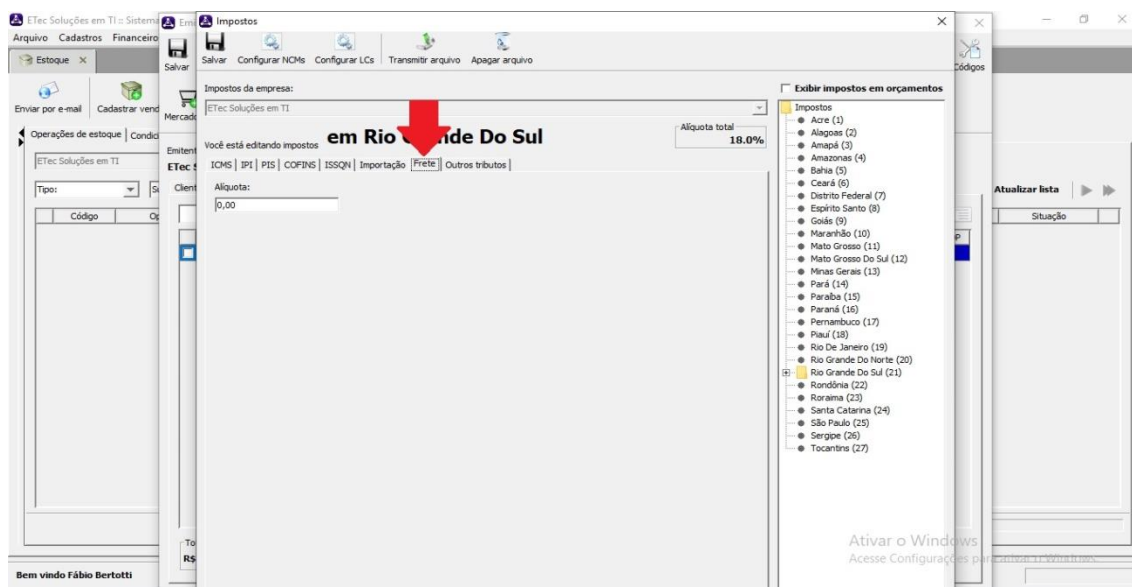 ETec Soluções em TI :: Sistema
Arquivo Cadastros Financeiro
Estoque
Enviar por e-mail Cadastrar vend
Operações de estoque Condici
ETec Soluções em TI
Tipo:
Código Op
Bem vindo Fábio Bertotti
Emi
Salvar
Mercado
Emitent
ETec S
Client
To
R$
Impostos
Salvar Configurar NCMs Configurar LCs Transmitir arquivo Apagar arquivo
Impostos da empresa:
ETec Soluções em TI
Você está editando impostos em Rio Grande Do Sul
Alíquota total
18.0%
ICMS IPI PIS COFINS ISSQN Importação Frete Outros tributos
Alíquota:
0,00
Exibir impostos em orçamentos
Impostos
Acre (1)
Alagoas (2)
Amapá (3)
Amazonas (4)
Bahia (5)
Ceará (6)
Distrito Federal (7)
Espírito Santo (8)
Goiás (9)
Maranhão (10)
Mato Grosso (11)
Mato Grosso Do Sul (12)
Minas Gerais (13)
Pará (14)
Paraíba (15)
Paraná (16)
Pernambuco (17)
Piauí (18)
Rio De Janeiro (19)
Rio Grande Do Norte (20)
Rio Grande Do Sul (21)
Rondônia (22)
Roraima (23)
Santa Catarina (24)
São Paulo (25)
Sergipe (26)
Tocantins (27)
Códigos
Atualizar lista
Situação
Ativar o Windows
Acesse Configurações para ativar o Windows.